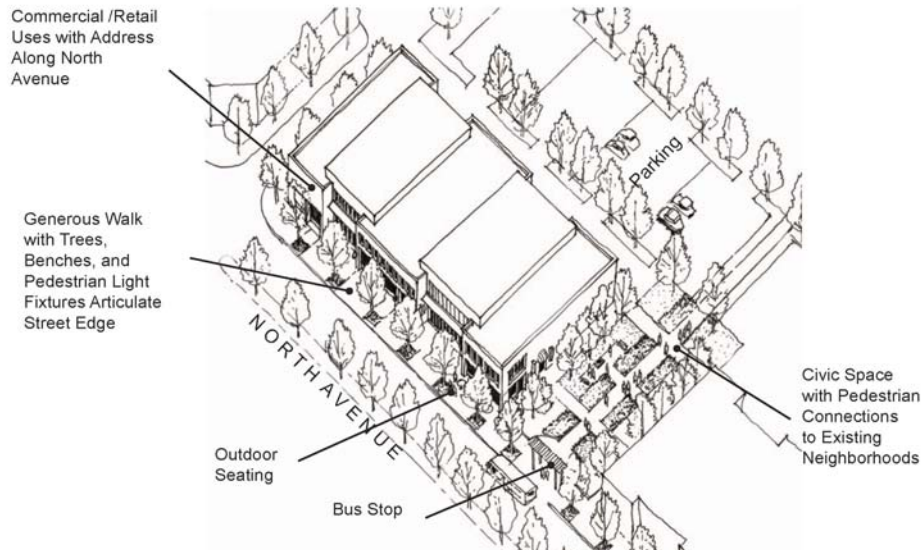 Commercial /Retail
Uses with Address
Along North
Avenue
Parking
Generous Walk
with Trees,
Benches, and
Pedestrian Light
Fixtures Articulate
Street Edge
NORTH AVENUE
Civic Space
with Pedestrian
Connections
to Existing
Neighborhoods
Outdoor
Seating
Bus Stop